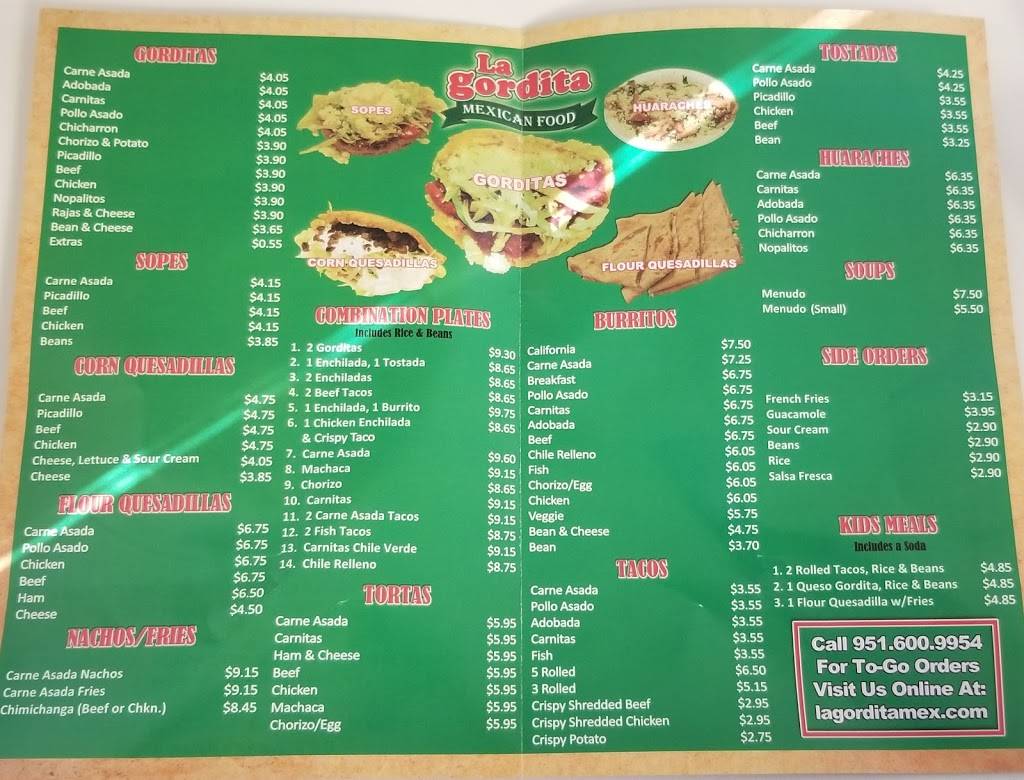 La
gordita
MEXICAN FOOD
SOPES
HUARACHES
GORDITAS
CORN QUESADILLAS
FLOUR QUESADILLAS
GORDITAS
Carne Asada $4.05
Adobada $4.05
Carnitas $4.05
Pollo Asado $4.05
Chicharron $4.05
Chorizo & Potato $3.90
Picadillo $3.90
Beef $3.90
Chicken $3.90
Nopalitos $3.90
Rajas & Cheese $3.90
Bean & Cheese $3.65
Extras $0.55
SOPES
Carne Asada $4.15
Picadillo $4.15
Beef $4.15
Chicken $4.15
Beans $3.85
CORN QUESADILLAS
Carne Asada $4.75
Picadillo $4.75
Beef $4.75
Chicken $4.75
Cheese, Lettuce & Sour Cream $4.05
Cheese $3.85
FLOUR QUESADILLAS
Carne Asada $6.75
Pollo Asado $6.75
Chicken $6.75
Beef $6.75
Ham $6.50
Cheese $4.50
NACHOS/FRIES
Carne Asada Nachos $9.15
Carne Asada Fries $9.15
Chimichanga (Beef or Chkn.) $8.45
COMBINATION PLATES
Includes Rice & Beans
1. 2 Gorditas $9.30
2. 1 Enchilada, 1 Tostada $8.65
3. 2 Enchiladas $8.65
4. 2 Beef Tacos $8.65
5. 1 Enchilada, 1 Burrito $9.75
6. 1 Chicken Enchilada $8.65
& Crispy Taco
7. Carne Asada $9.60
8. Machaca $9.15
9. Chorizo $8.65
10. Carnitas $9.15
11. 2 Carne Asada Tacos $9.15
12. 2 Fish Tacos $8.75
13. Carnitas Chile Verde $9.15
14. Chile Relleno $8.75
TORTAS
Carne Asada $5.95
Carnitas $5.95
Ham & Cheese $5.95
Beef $5.95
Chicken $5.95
Machaca $5.95
Chorizo/Egg $5.95
BURRITOS
California $7.50
Carne Asada $7.25
Breakfast $6.75
Pollo Asado $6.75
Carnitas $6.75
Adobada $6.75
Beef $6.75
Chile Relleno $6.05
Fish $6.05
Chorizo/Egg $6.05
Chicken $6.05
Veggie $5.75
Bean & Cheese $4.75
Bean $3.70
TACOS
Carne Asada $3.55
Pollo Asado $3.55
Adobada $3.55
Carnitas $3.55
Fish $3.55
5 Rolled $6.50
3 Rolled $5.15
Crispy Shredded Beef $2.95
Crispy Shredded Chicken $2.95
Crispy Potato $2.75
TOSTADAS
Carne Asada $4.25
Pollo Asado $4.25
Picadillo $3.55
Chicken $3.55
Beef $3.55
Bean $3.25
HUARACHES
Carne Asada $6.35
Carnitas $6.35
Adobada $6.35
Pollo Asado $6.35
Chicharron $6.35
Nopalitos $6.35
SOUPS
Menudo $7.50
Menudo (Small) $5.50
SIDE ORDERS
French Fries $3.15
Guacamole $3.95
Sour Cream $2.90
Beans $2.90
Rice $2.90
Salsa Fresca $2.90
KIDS MEALS
Includes a Soda
1. 2 Rolled Tacos, Rice & Beans $4.85
2. 1 Queso Gordita, Rice & Beans $4.85
3. 1 Flour Quesadilla w/Fries $4.85
Call 951.600.9954
For To-Go Orders
Visit Us Online At:
lagorditamex.com